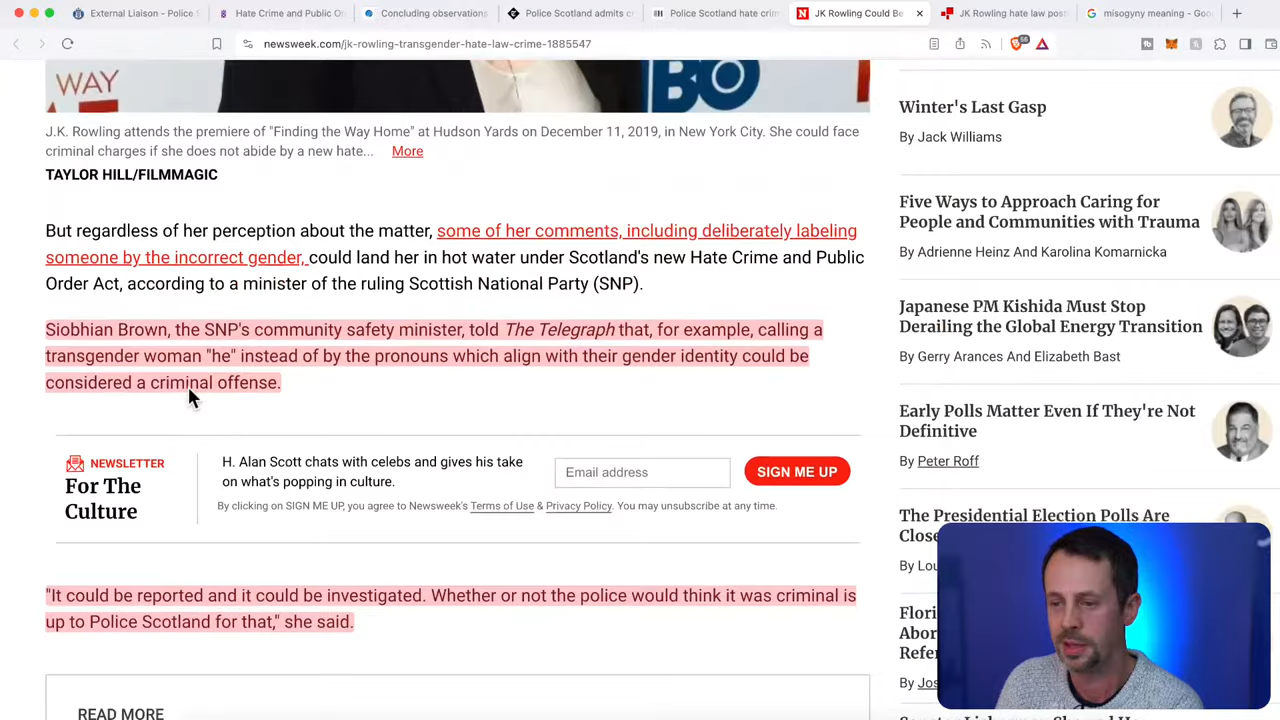 External Liaison - Police S
Hate Crime and Public Or
Concluding observations
Police Scotland admits co
Police Scotland hate crim
JK Rowling Could Be
JK Rowling hate law post
misogyny meaning - Goo
newsweek.com/jk-rowling-transgender-hate-law-crime-1885547
56
WAY
BO
J.K. Rowling attends the premiere of "Finding the Way Home" at Hudson Yards on December 11, 2019, in New York City. She could face
criminal charges if she does not abide by a new hate... More
TAYLOR HILL/FILMMAGIC
But regardless of her perception about the matter, some of her comments, including deliberately labeling
someone by the incorrect gender, could land her in hot water under Scotland's new Hate Crime and Public
Order Act, according to a minister of the ruling Scottish National Party (SNP).
Siobhian Brown, the SNP's community safety minister, told The Telegraph that, for example, calling a
transgender woman "he" instead of by the pronouns which align with their gender identity could be
considered a criminal offense.
NEWSLETTER
For The
Culture
H. Alan Scott chats with celebs and gives his take
on what's popping in culture.
Email address
SIGN ME UP
By clicking on SIGN ME UP, you agree to Newsweek's Terms of Use & Privacy Policy. You may unsubscribe at any time.
"It could be reported and it could be investigated. Whether or not the police would think it was criminal is
up to Police Scotland for that," she said.
READ MORE
Winter's Last Gasp
By Jack Williams
Five Ways to Approach Caring for
People and Communities with Trauma
By Adrienne Heinz And Karolina Komarnicka
Japanese PM Kishida Must Stop
Derailing the Global Energy Transition
By Gerry Arances And Elizabeth Bast
Early Polls Matter Even If They're Not
Definitive
By Peter Roff
The Presidential Election Polls Are
Close
By Lou
Flori
Abor
Refer
By Jos